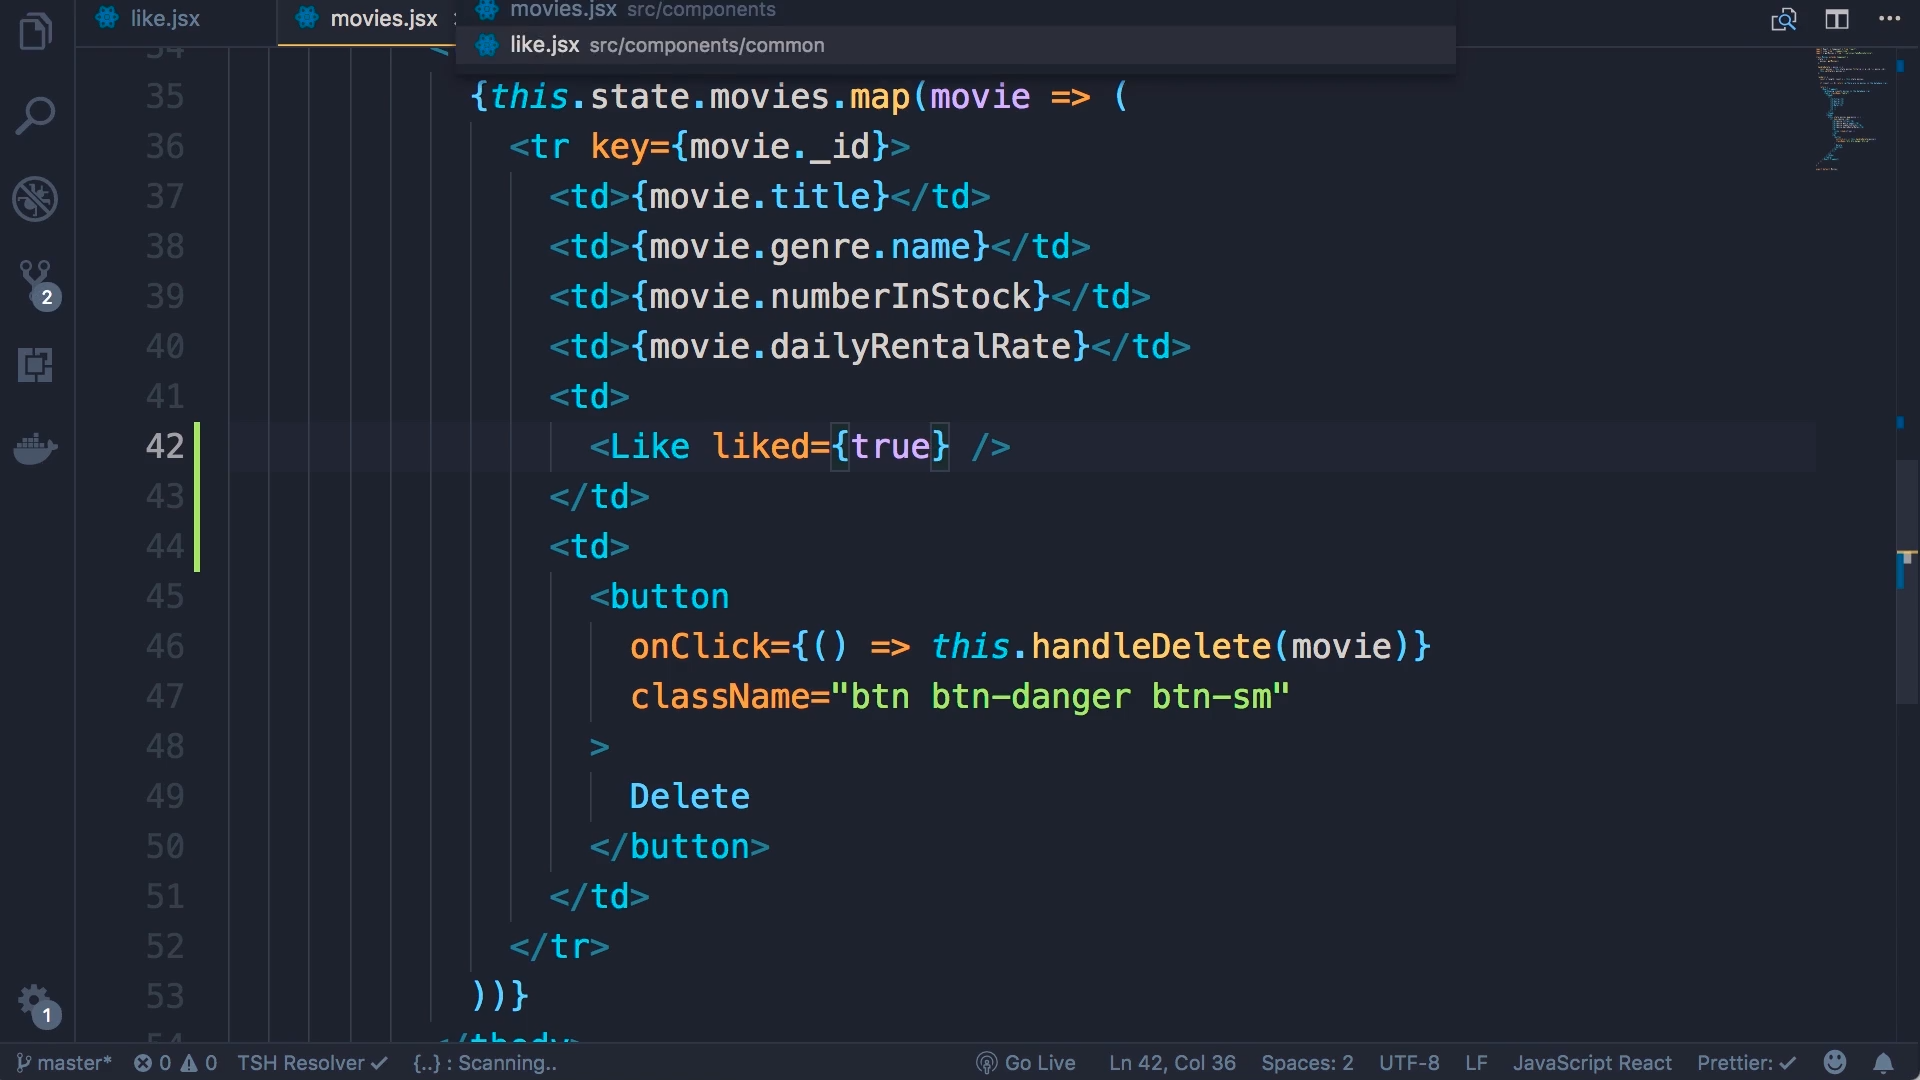 like.jsx
movies.jsx
movies.jsx src/components
like.jsx src/components/common
34
35 {this.state.movies.map(movie => (
36 <tr key={movie._id}>
37 <td>{movie.title}</td>
38 <td>{movie.genre.name}</td>
39 <td>{movie.numberInStock}</td>
40 <td>{movie.dailyRentalRate}</td>
41 <td>
42 <Like liked={true} />
43 </td>
44 <td>
45 <button
46 onClick={() => this.handleDelete(movie)}
47 className="btn btn-danger btn-sm"
48 >
49 Delete
50 </button>
51 </td>
52 </tr>
53 ))}
54 </tbody>
2
1
master* 0 0 TSH Resolver ✓ {..} : Scanning.. Go Live Ln 42, Col 36 Spaces: 2 UTF-8 LF JavaScript React Prettier: ✓